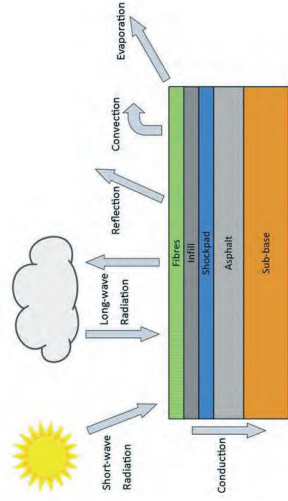 Short-wave
Radiation
Long-wave
Radiation
Reflection
Convection
Evaporation
Conduction
Fibres
Infill
Shockpad
Asphalt
Sub-base